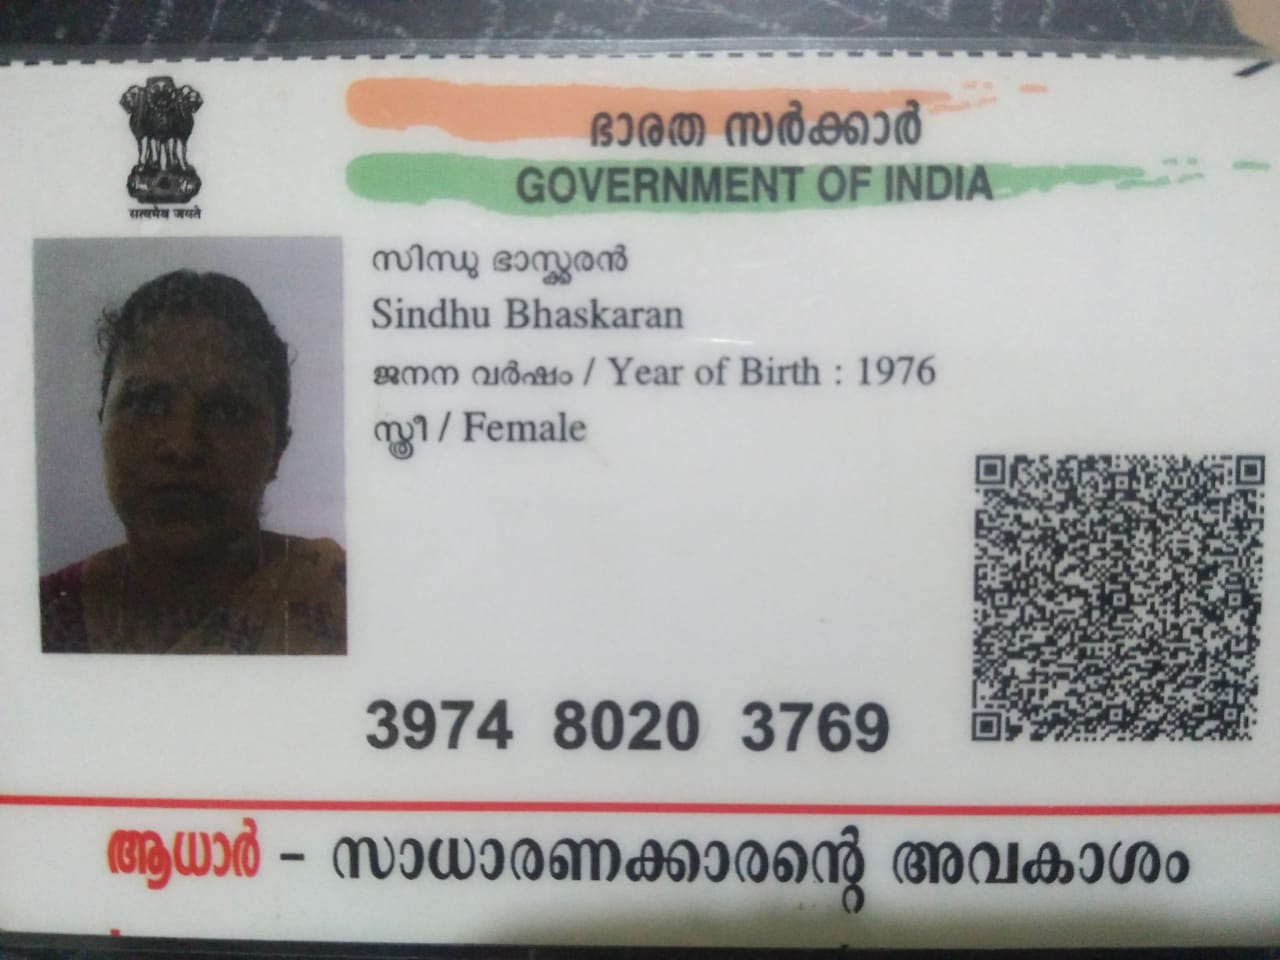 ഭാരത സർക്കാർ
GOVERNMENT OF INDIA
सत्यमेव जयते
സിന്ധു ഭാസ്കരൻ
Sindhu Bhaskaran
ജനന വർഷം / Year of Birth : 1976
സ്ത്രീ / Female
3974 8020 3769
ആധാർ - സാധാരണക്കാരന്റെ അവകാശം